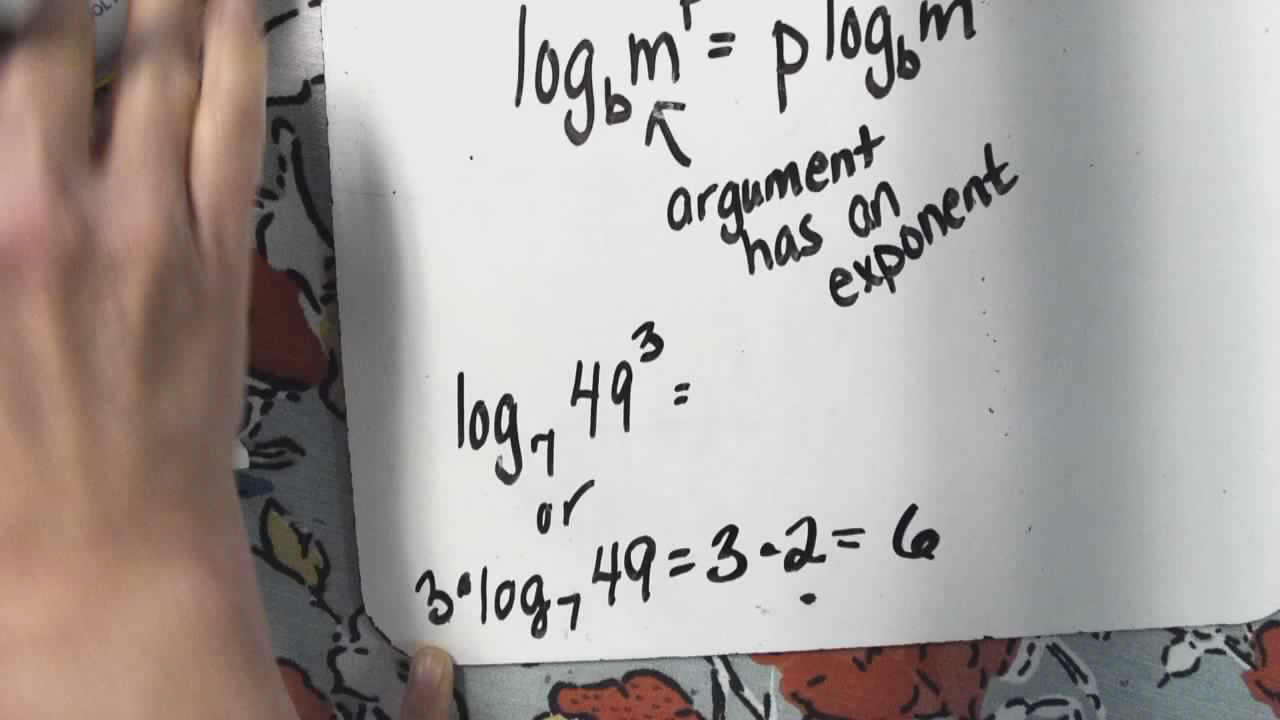 log_b m^p = p log_b m
argument
has an
exponent
log_7 49^3 =
or
3·log_7 49 = 3·2 = 6